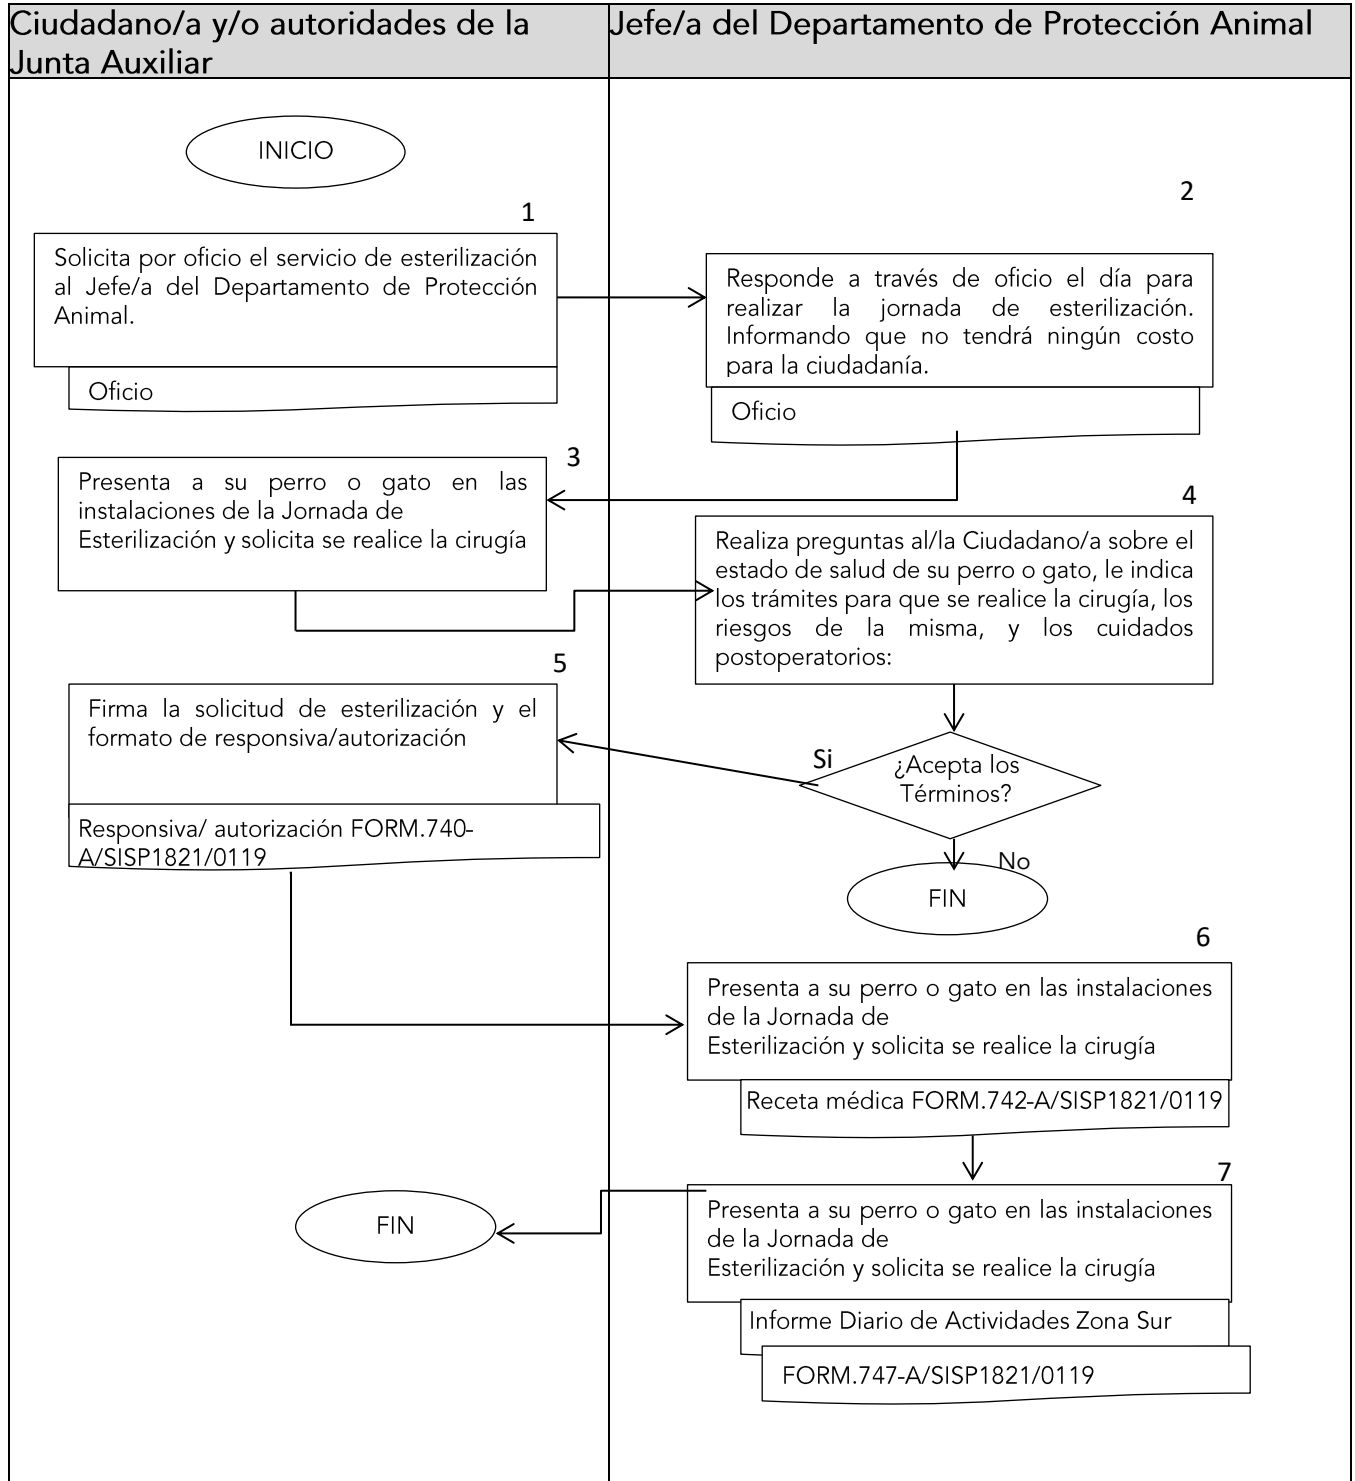 Ciudadano/a y/o autoridades de la
Junta Auxiliar
Jefe/a del Departamento de Protección Animal
INICIO
1
Solicita por oficio el servicio de esterilización
al Jefe/a del Departamento de Protección
Animal.
Oficio
2
Responde a través de oficio el día para
realizar la jornada de esterilización.
Informando que no tendrá ningún costo
para la ciudadanía.
Oficio
3
Presenta a su perro o gato en las
instalaciones de la Jornada de
Esterilización y solicita se realice la cirugía
4
Realiza preguntas al/la Ciudadano/a sobre el
estado de salud de su perro o gato, le indica
los trámites para que se realice la cirugía, los
riesgos de la misma, y los cuidados
postoperatorios:
¿Acepta los
Términos?
Si
No
FIN
5
Firma la solicitud de esterilización y el
formato de responsiva/autorización
Responsiva/ autorización FORM.740-
A/SISP1821/0119
6
Presenta a su perro o gato en las instalaciones
de la Jornada de
Esterilización y solicita se realice la cirugía
Receta médica FORM.742-A/SISP1821/0119
7
Presenta a su perro o gato en las instalaciones
de la Jornada de
Esterilización y solicita se realice la cirugía
Informe Diario de Actividades Zona Sur
FORM.747-A/SISP1821/0119
FIN